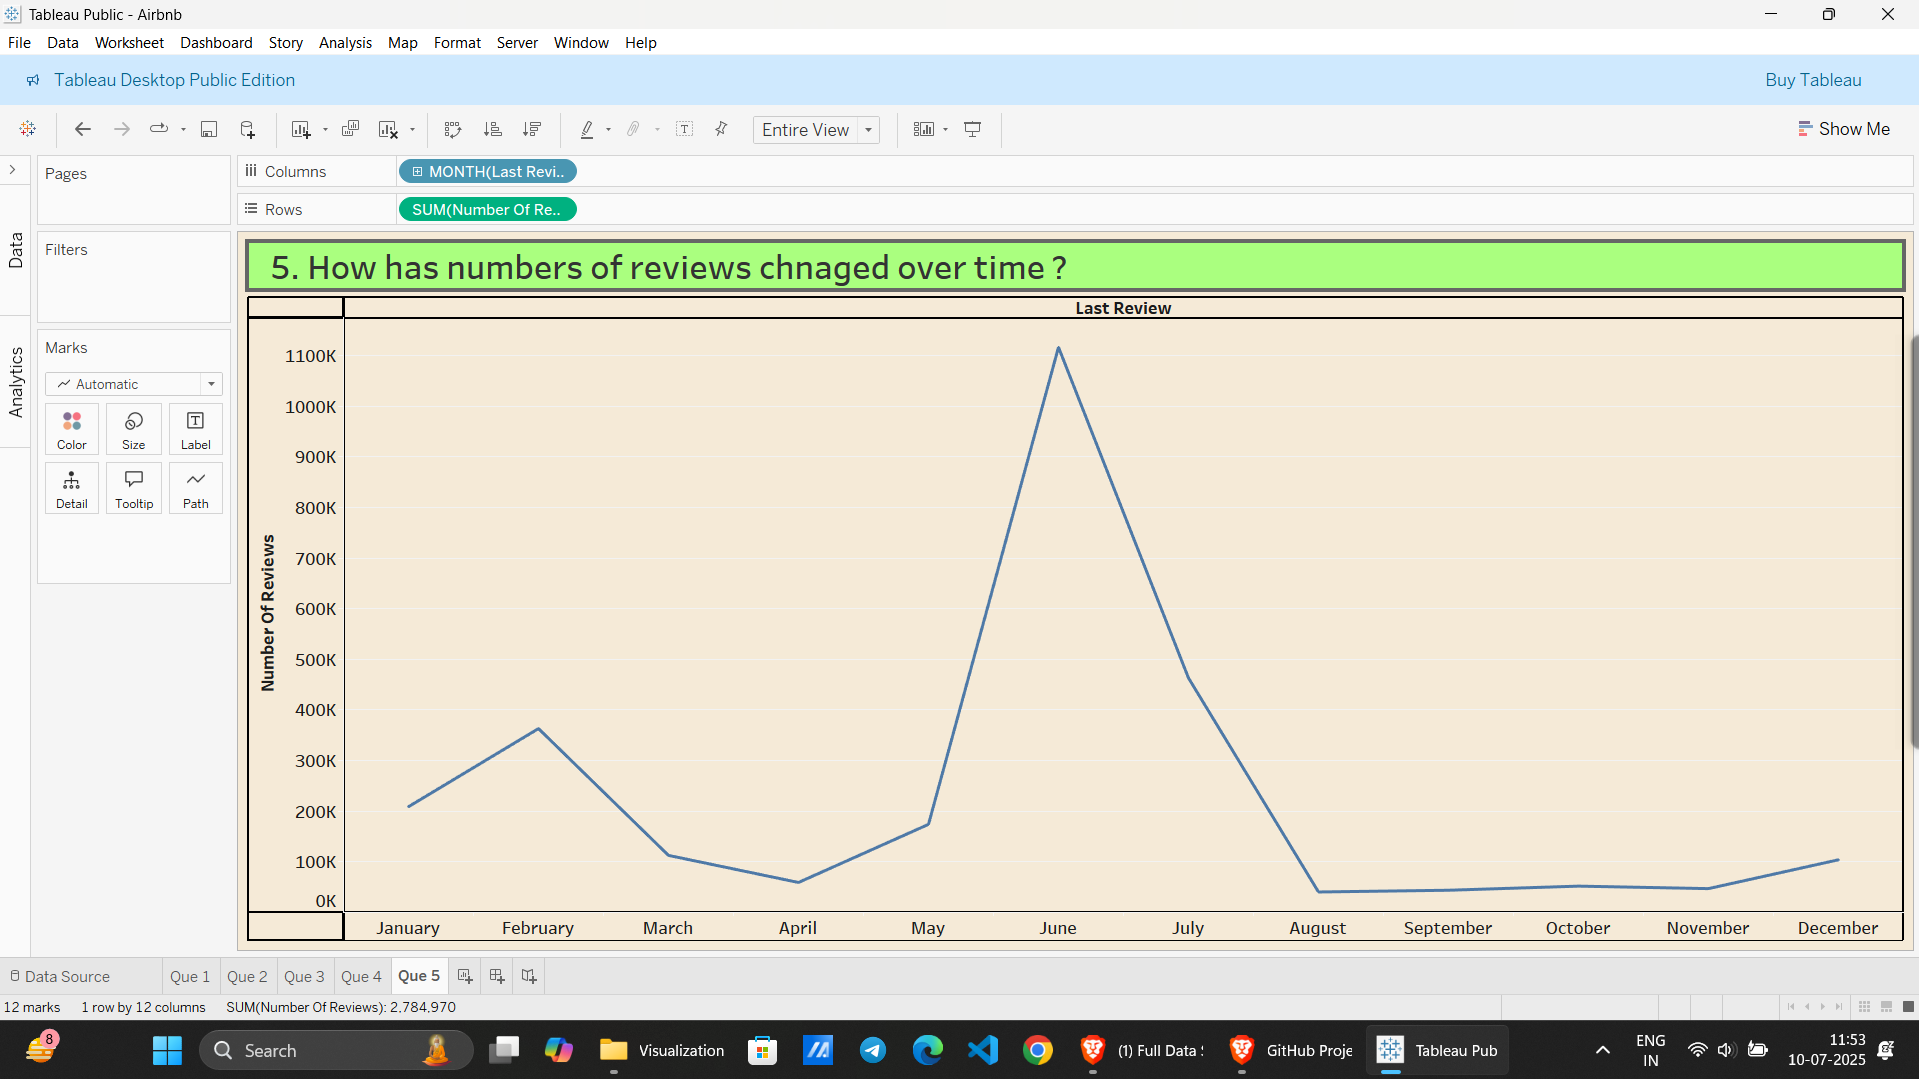 Tableau Public - Airbnb
File Data Worksheet Dashboard Story Analysis Map Format Server Window Help
Tableau Desktop Public Edition
Buy Tableau
Entire View
Show Me
Data
Analytics
Pages
Filters
Marks
Automatic
Color Size Label
Detail Tooltip Path
Columns MONTH(Last Revi..
Rows SUM(Number Of Re..
5. How has numbers of reviews chnaged over time ?
Last Review
Number Of Reviews
1100K
1000K
900K
800K
700K
600K
500K
400K
300K
200K
100K
0K
January February March April May June July August September October November December
Data Source Que 1 Que 2 Que 3 Que 4 Que 5
12 marks 1 row by 12 columns SUM(Number Of Reviews): 2,784,970
8
Search
Visualization
(1) Full Data S
GitHub Proje
Tableau Pub
ENG
IN
11:53
10-07-2025